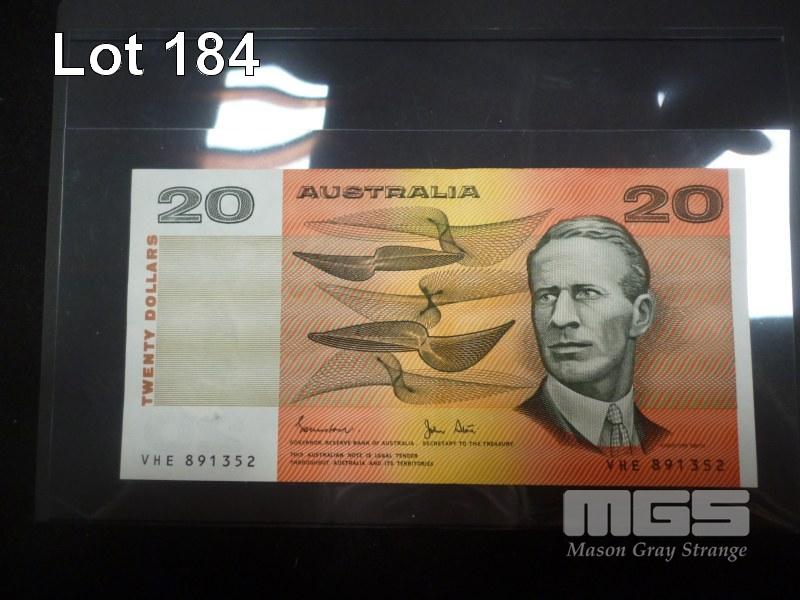 Lot 184
20
AUSTRALIA
20
TWENTY DOLLARS
GOVERNOR, RESERVE BANK OF AUSTRALIA . SECRETARY TO THE TREASURY
THIS AUSTRALIAN NOTE IS LEGAL TENDER
THROUGHOUT AUSTRALIA AND ITS TERRITORIES
VHE 891352
VHE 891352
MGS
Mason Gray Strange